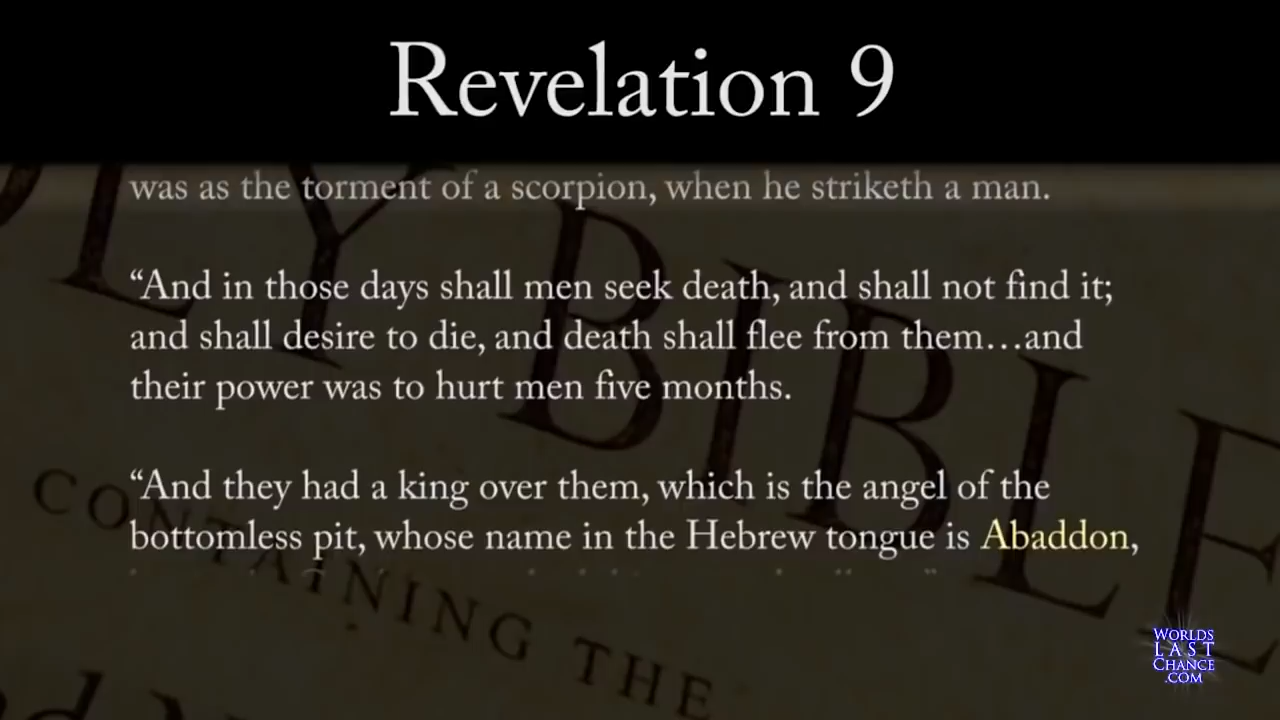 Revelation 9
was as the torment of a scorpion, when he striketh a man.
“And in those days shall men seek death, and shall not find it;
and shall desire to die, and death shall flee from them…and
their power was to hurt men five months.
“And they had a king over them, which is the angel of the
bottomless pit, whose name in the Hebrew tongue is Abaddon,
BIBLE
CONTAINING THE
WORLDS
LAST
CHANCE
.COM